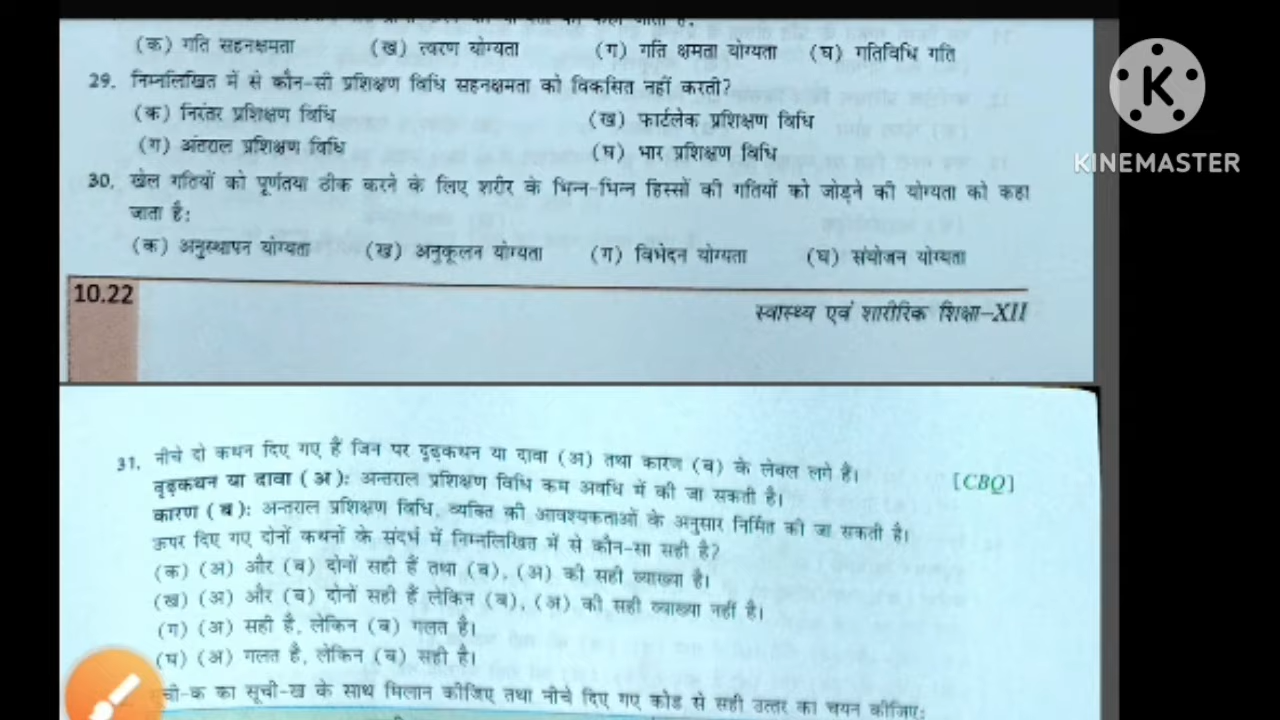 की योग्यता को कहा जाता है:
(क) गति सहनक्षमता (ख) त्वरण योग्यता (ग) गति क्षमता योग्यता (घ) गतिविधि गति
29. निम्नलिखित में से कौन-सी प्रशिक्षण विधि सहनक्षमता को विकसित नहीं करती?
(क) निरंतर प्रशिक्षण विधि (ख) फार्टलेक प्रशिक्षण विधि
(ग) अंतराल प्रशिक्षण विधि (घ) भार प्रशिक्षण विधि
30. खेल गतियों को पूर्णतया ठीक करने के लिए शरीर के भिन्न-भिन्न हिस्सों की गतियों को जोड़ने की योग्यता को कहा
जाता है:
(क) अनुस्थापन योग्यता (ख) अनुकूलन योग्यता (ग) विभेदन योग्यता (घ) संयोजन योग्यता
10.22
स्वास्थ्य एवं शारीरिक शिक्षा–XII
31. नीचे दो कथन दिए गए हैं जिन पर दृढ़कथन या दावा (अ) तथा कारण (ब) के लेबल लगे हैं। [CBQ]
दृढ़कथन या दावा (अ): अन्तराल प्रशिक्षण विधि कम अवधि में की जा सकती है।
कारण (ब): अन्तराल प्रशिक्षण विधि, व्यक्ति की आवश्यकताओं के अनुसार निर्मित की जा सकती है।
ऊपर दिए गए दोनों कथनों के संदर्भ में निम्नलिखित में से कौन-सा सही है?
(क) (अ) और (ब) दोनों सही हैं तथा (ब), (अ) की सही व्याख्या है।
(ख) (अ) और (ब) दोनों सही हैं लेकिन (ब), (अ) की सही व्याख्या नहीं है।
(ग) (अ) सही है, लेकिन (ब) गलत है।
(घ) (अ) गलत है, लेकिन (ब) सही है।
सूची-क का सूची-ख के साथ मिलान कीजिए तथा नीचे दिए गए कोड से सही उत्तर का चयन कीजिए:
K
KINEMASTER